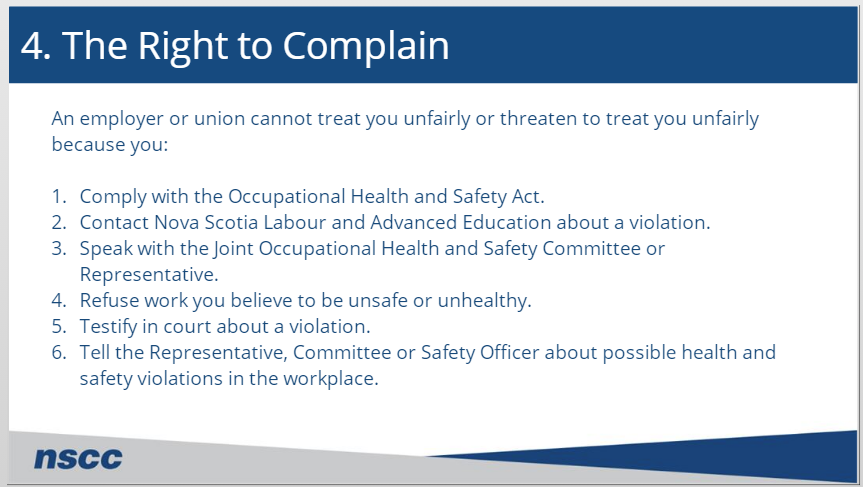 4. The Right to Complain
An employer or union cannot treat you unfairly or threaten to treat you unfairly
because you:
1. Comply with the Occupational Health and Safety Act.
2. Contact Nova Scotia Labour and Advanced Education about a violation.
3. Speak with the Joint Occupational Health and Safety Committee or
Representative.
4. Refuse work you believe to be unsafe or unhealthy.
5. Testify in court about a violation.
6. Tell the Representative, Committee or Safety Officer about possible health and
safety violations in the workplace.
nscc